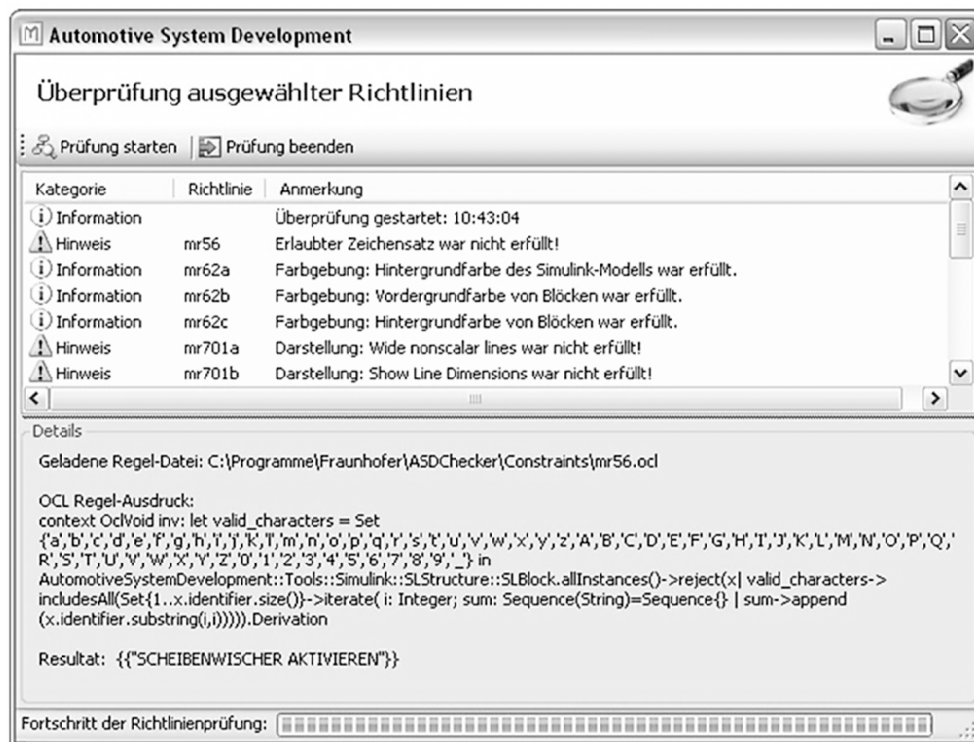 Automotive System Development
Überprüfung ausgewählter Richtlinien
Prüfung starten Prüfung beenden
Kategorie Richtlinie Anmerkung
Information Überprüfung gestartet: 10:43:04
Hinweis mr56 Erlaubter Zeichensatz war nicht erfüllt!
Information mr62a Farbgebung: Hintergrundfarbe des Simulink-Modells war erfüllt.
Information mr62b Farbgebung: Vordergrundfarbe von Blöcken war erfüllt.
Information mr62c Farbgebung: Hintergrundfarbe von Blöcken war erfüllt.
Hinweis mr701a Darstellung: Wide nonscalar lines war nicht erfüllt!
Hinweis mr701b Darstellung: Show Line Dimensions war nicht erfüllt!
Details
Geladene Regel-Datei: C:\Programme\Fraunhofer\ASDChecker\Constraints\mr56.ocl
OCL Regel-Ausdruck:
context OclVoid inv: let valid_characters = Set
{'a','b','c','d','e','f','g','h','i','j','k','l','m','n','o','p','q','r','s','t','u','v','w','x','y','z','A','B','C','D','E','F','G','H','I','J','K','L','M','N','O','P','Q','
R','S','T','U','V','W','X','Y','Z','0','1','2','3','4','5','6','7','8','9','_'} in
AutomotiveSystemDevelopment::Tools::Simulink::SLStructure::SLBlock.allInstances()->reject(x| valid_characters->
includesAll(Set{1..x.identifier.size()}->iterate( i: Integer; sum: Sequence(String)=Sequence{} | sum->append
(x.identifier.substring(i,i))))).Derivation
Resultat: {{"SCHEIBENWISCHER AKTIVIEREN"}}
Fortschritt der Richtlinienprüfung: